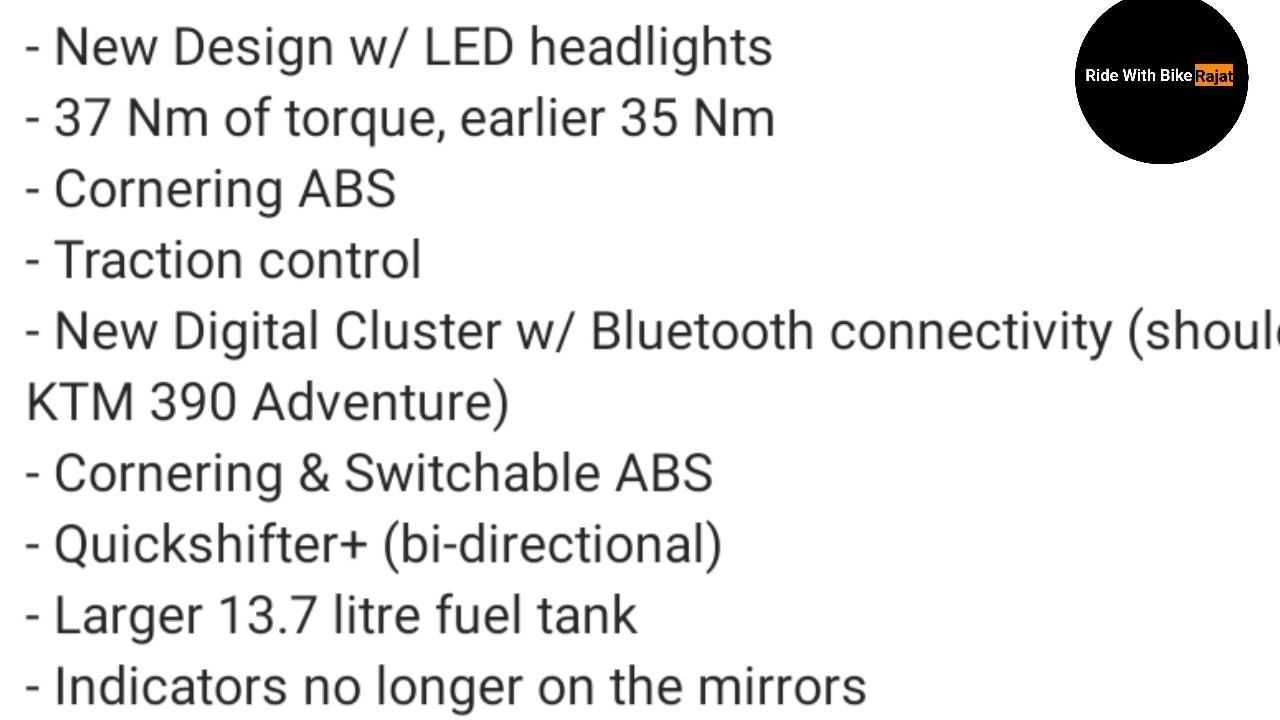 - New Design w/ LED headlights
Ride With Bike Rajat
- 37 Nm of torque, earlier 35 Nm
- Cornering ABS
- Traction control
- New Digital Cluster w/ Bluetooth connectivity
KTM 390 Adventure)
- Cornering & Switchable ABS
- Quickshifter+ (bi-directional)
- Larger 13.7 litre fuel tank
- Indicators no longer on the mirrors